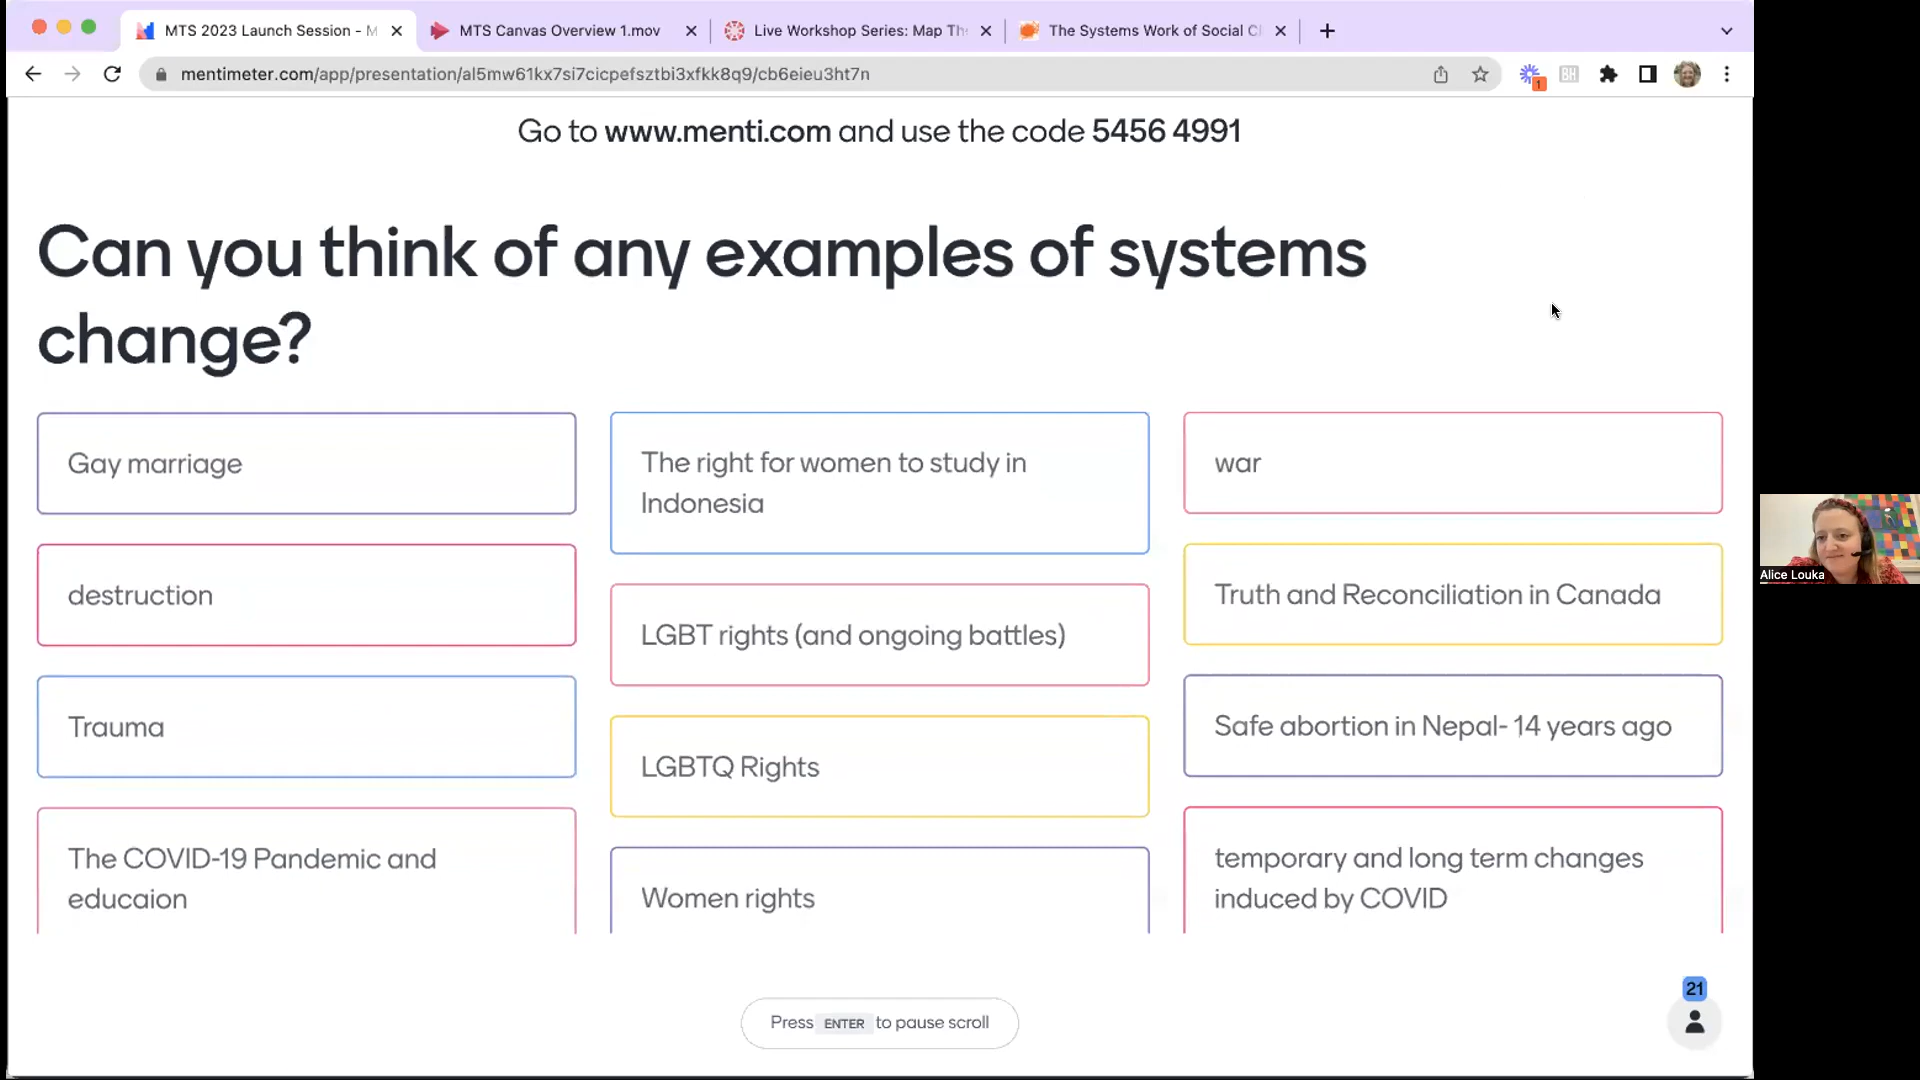 MTS 2023 Launch Session - M
MTS Canvas Overview 1.mov
Live Workshop Series: Map Th
The Systems Work of Social C
mentimeter.com/app/presentation/al5mw61kx7si7cicpefsztbi3xfkk8q9/cb6eieu3ht7n
1
BH
Go to www.menti.com and use the code 5456 4991
Can you think of any examples of systems
change?
Gay marriage
destruction
Trauma
The COVID-19 Pandemic and
educaion
The right for women to study in
Indonesia
LGBT rights (and ongoing battles)
LGBTQ Rights
Women rights
war
Truth and Reconciliation in Canada
Safe abortion in Nepal- 14 years ago
temporary and long term changes
induced by COVID
Alice Louka
21
Press ENTER to pause scroll